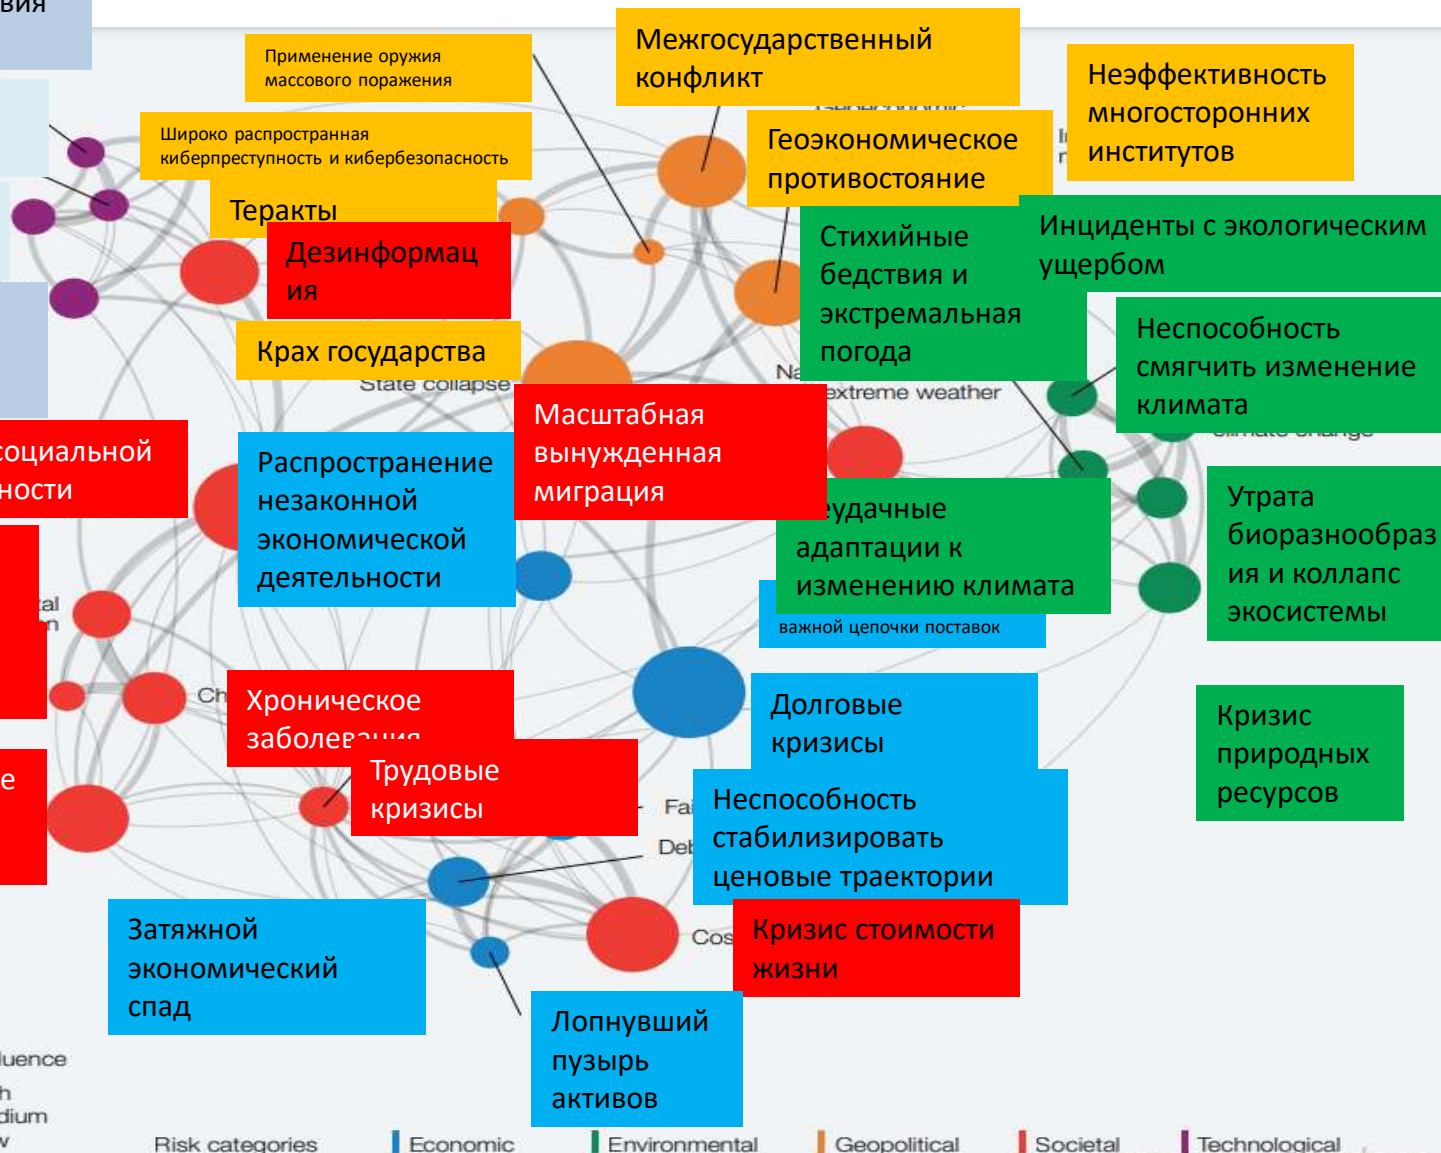 Применение оружия
массового поражения
Межгосударственный
конфликт
Неэффективность
многосторонних
институтов
Широко распространная
киберпреступность и кибербезопасность
Геоэкономическое
противостояние
Теракты
Дезинформац
ия
Стихийные
бедствия и
экстремальная
погода
Инциденты с экологическим
ущербом
Крах государства
State collapse
extreme weather
Неспособность
смягчить изменение
климата
climate change
социальной
Распространение
незаконной
экономической
деятельности
Масштабная
вынужденная
миграция
адаптации к
изменению климата
важной цепочки поставок
Утрата
биоразнообраз
ия и коллапс
экосистемы
Хроническое
заболевания
Трудовые
кризисы
Долговые
кризисы
Кризис
природных
ресурсов
Неспособность
стабилизировать
ценовые траектории
Затяжной
экономический
спад
Кризис стоимости
жизни
Лопнувший
пузырь
активов
Risk categories
Economic
Environmental
Geopolitical
Societal
Technological